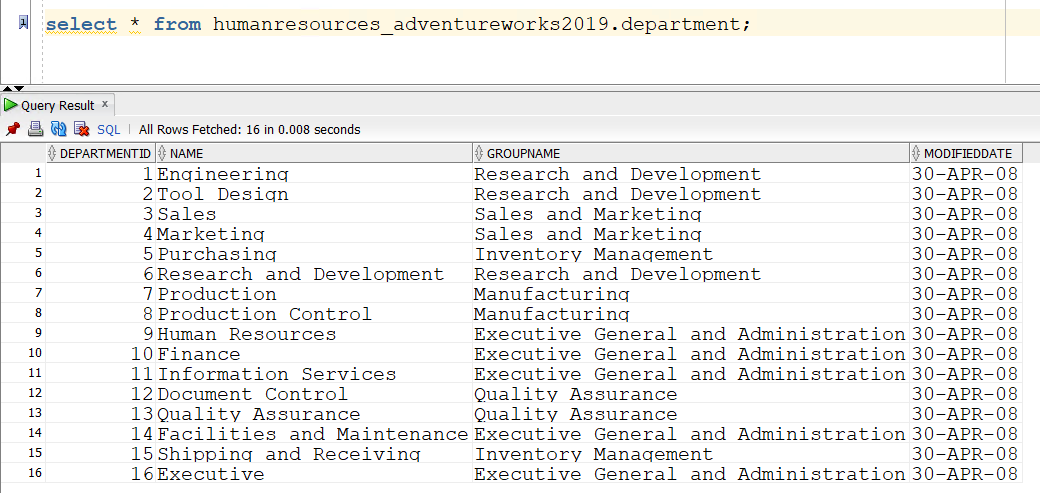 select * from humanresources_adventureworks2019.department;
Query Result x
SQL | All Rows Fetched: 16 in 0.008 seconds
DEPARTMENTID NAME GROUPNAME MODIFIEDDATE
1 1 Engineering Research and Development 30-APR-08
2 2 Tool Design Research and Development 30-APR-08
3 3 Sales Sales and Marketing 30-APR-08
4 4 Marketing Sales and Marketing 30-APR-08
5 5 Purchasing Inventory Management 30-APR-08
6 6 Research and Development Research and Development 30-APR-08
7 7 Production Manufacturing 30-APR-08
8 8 Production Control Manufacturing 30-APR-08
9 9 Human Resources Executive General and Administration 30-APR-08
10 10 Finance Executive General and Administration 30-APR-08
11 11 Information Services Executive General and Administration 30-APR-08
12 12 Document Control Quality Assurance 30-APR-08
13 13 Quality Assurance Quality Assurance 30-APR-08
14 14 Facilities and Maintenance Executive General and Administration 30-APR-08
15 15 Shipping and Receiving Inventory Management 30-APR-08
16 16 Executive Executive General and Administration 30-APR-08